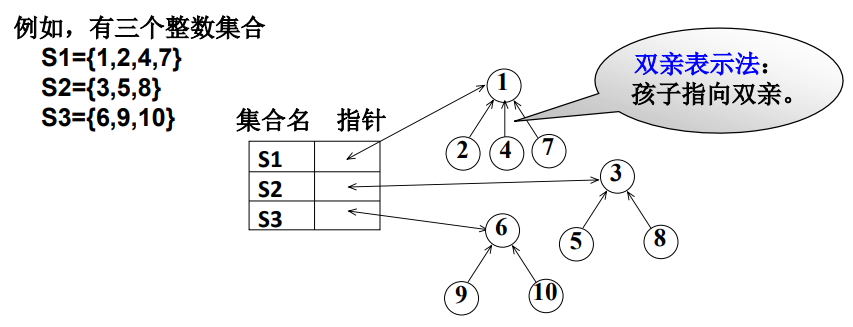 例如，有三个整数集合
S1={1,2,4,7}
S2={3,5,8}
S3={6,9,10}
双亲表示法：
孩子指向双亲。
集合名 指针
S1
S2
S3
1
2 4 7
3
5 8
6
9 10